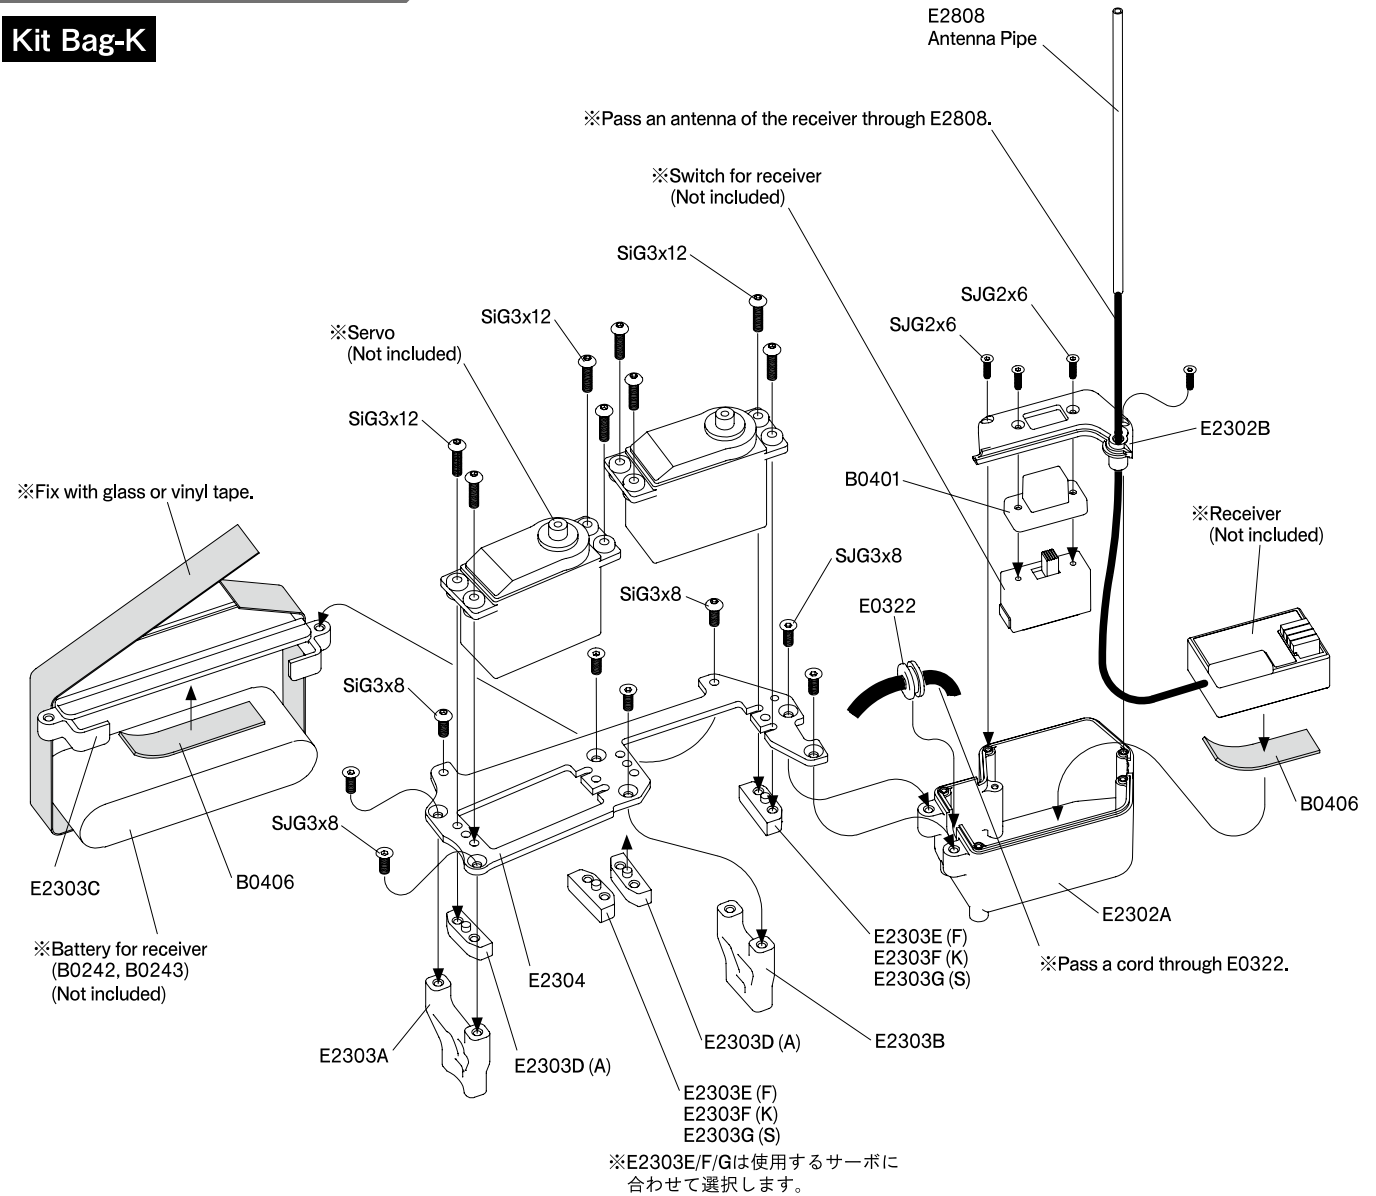 Kit Bag-K
E2808
Antenna Pipe
※Pass an antenna of the receiver through E2808.
※Switch for receiver
(Not included)
SiG3x12
SJG2x6
SiG3x12
SJG2x6
※Servo
(Not included)
SiG3x12
E2302B
B0401
※Fix with glass or vinyl tape.
※Receiver
(Not included)
SJG3x8
SiG3x8
E0322
SiG3x8
B0406
SJG3x8
E2303C
B0406
E2302A
※Battery for receiver
(B0242, B0243)
(Not included)
E2304
E2303E (F)
E2303F (K)
E2303G (S)
※Pass a cord through E0322.
E2303A
E2303D (A)
E2303D (A)
E2303B
E2303E (F)
E2303F (K)
E2303G (S)
※E2303E/F/Gは使用するサーボに
合わせて選択します。